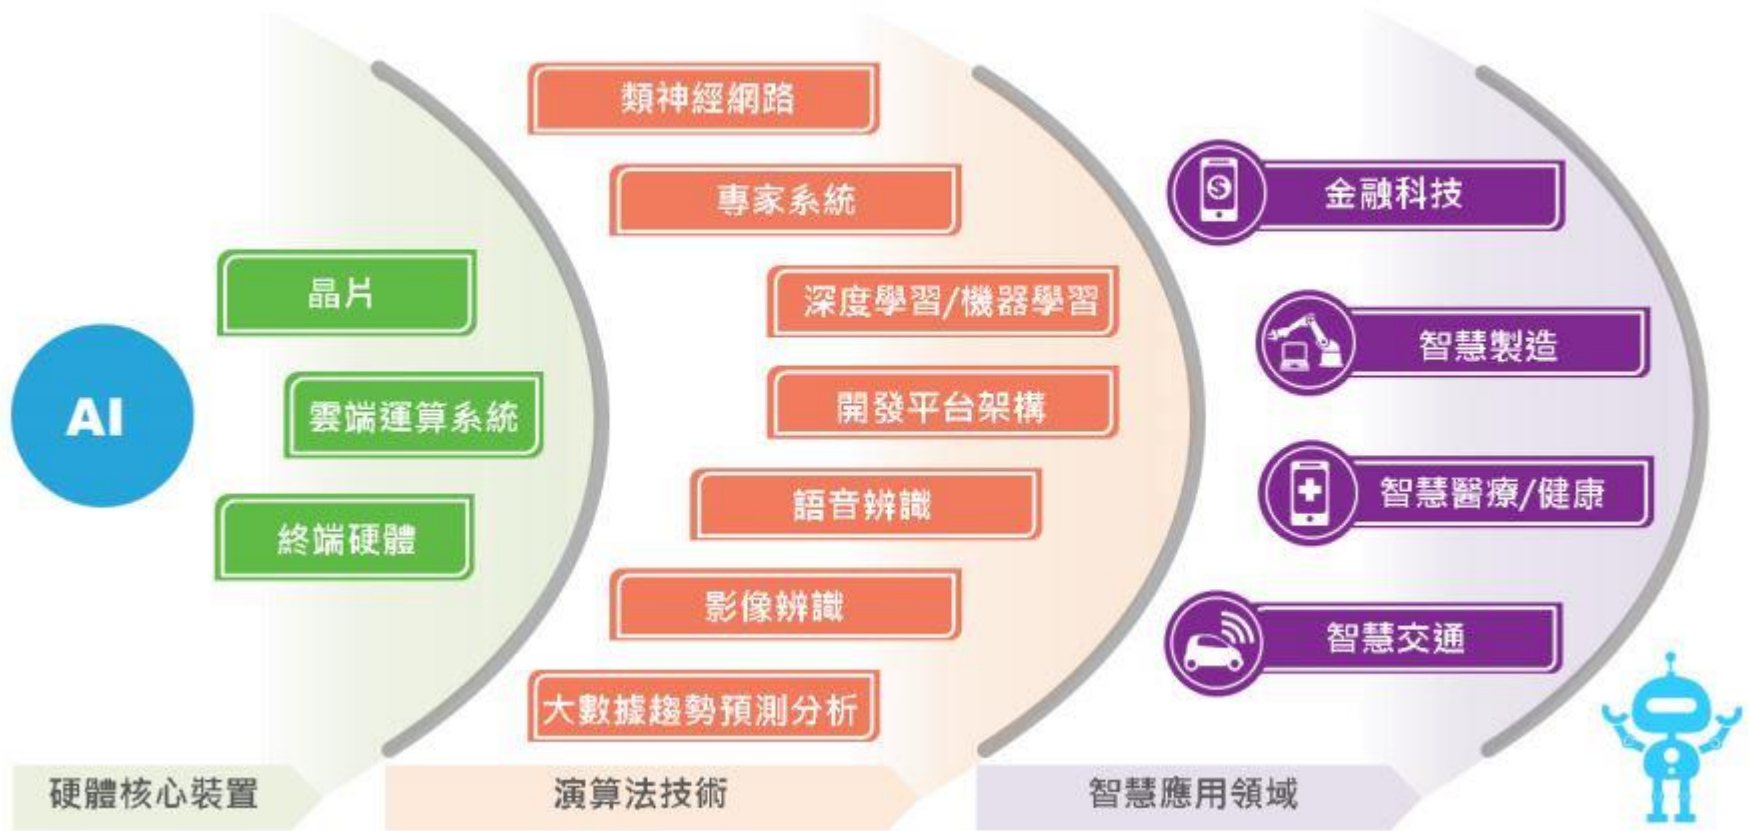 AI
晶片
雲端運算系統
終端硬體
硬體核心裝置
類神經網路
專家系統
深度學習/機器學習
開發平台架構
語音辨識
影像辨識
大數據趨勢預測分析
演算法技術
金融科技
智慧製造
智慧醫療/健康
智慧交通
智慧應用領域